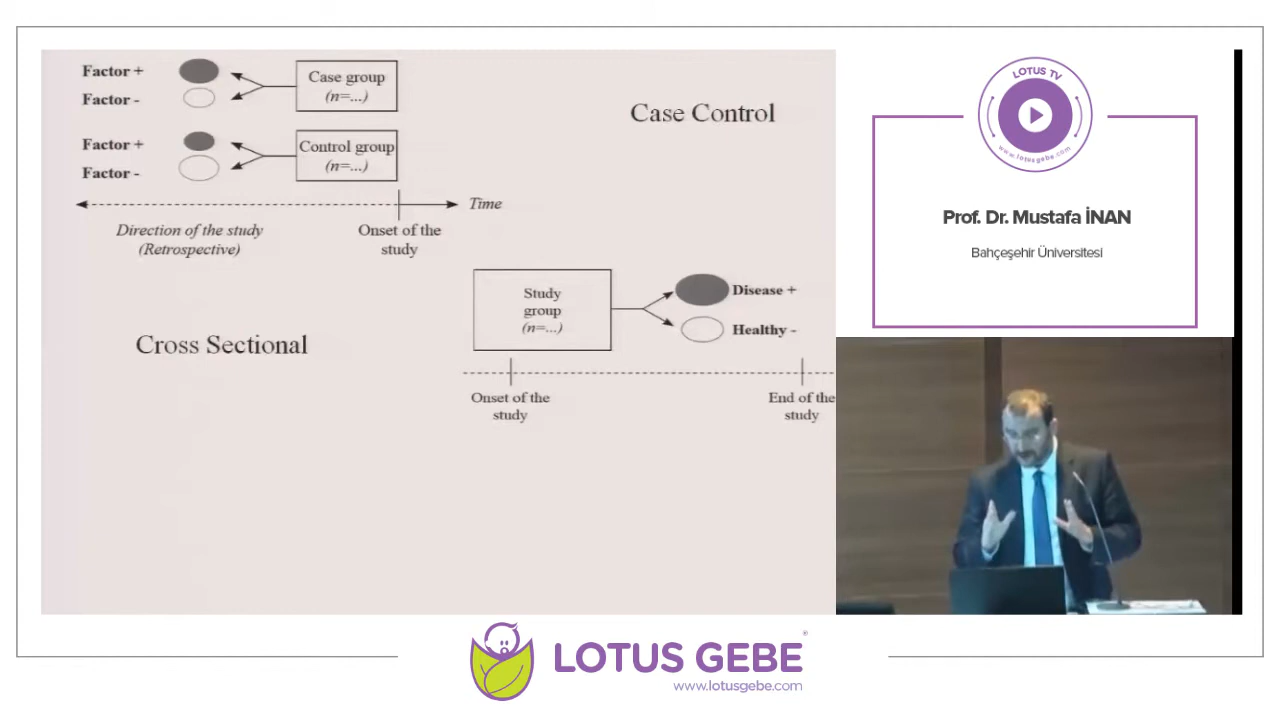 Factor +
Factor -
Case group
(n=...)
Case Control
Factor +
Factor -
Control group
(n=...)
Time
Direction of the study
(Retrospective)
Onset of the
study
Study
group
(n=...)
Disease +
Healthy -
Cross Sectional
Onset of the
study
End of the
study
LOTUS TV
www.lotusgebe.com
Prof. Dr. Mustafa İNAN
Bahçeşehir Üniversitesi
LOTUS GEBE®
www.lotusgebe.com